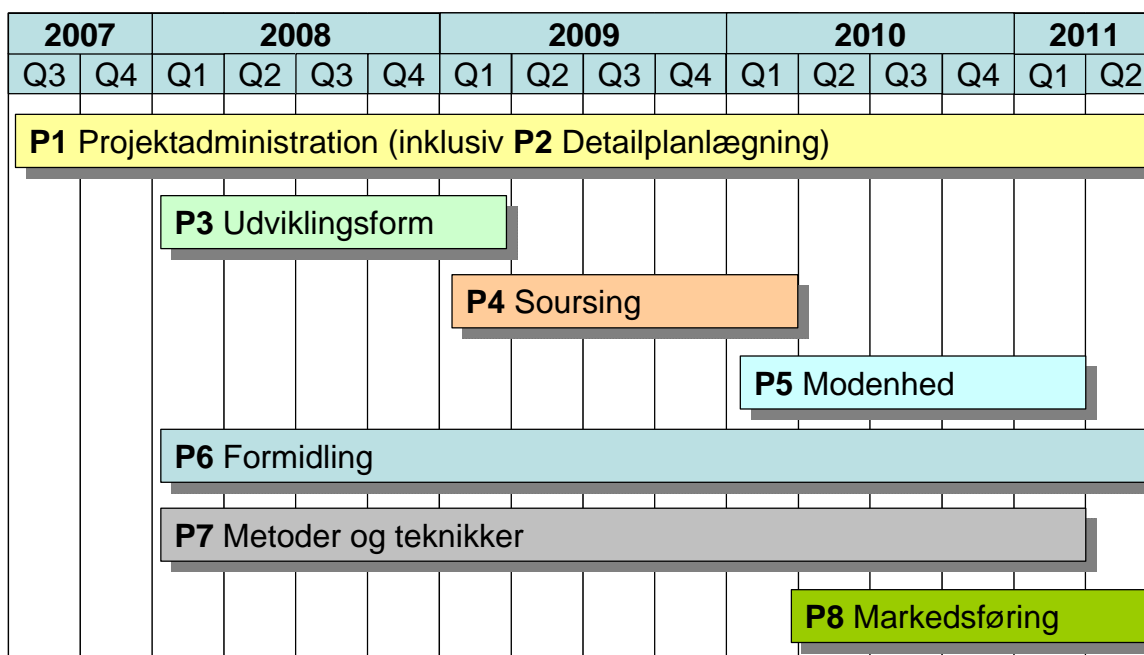 2007 2008 2009 2010 2011
Q3 Q4 Q1 Q2 Q3 Q4 Q1 Q2 Q3 Q4 Q1 Q2 Q3 Q4 Q1 Q2
P1 Projektadministration (inklusiv P2 Detailplanlægning)
P3 Udviklingsform
P4 Soursing
P5 Modenhed
P6 Formidling
P7 Metoder og teknikker
P8 Markedsføring